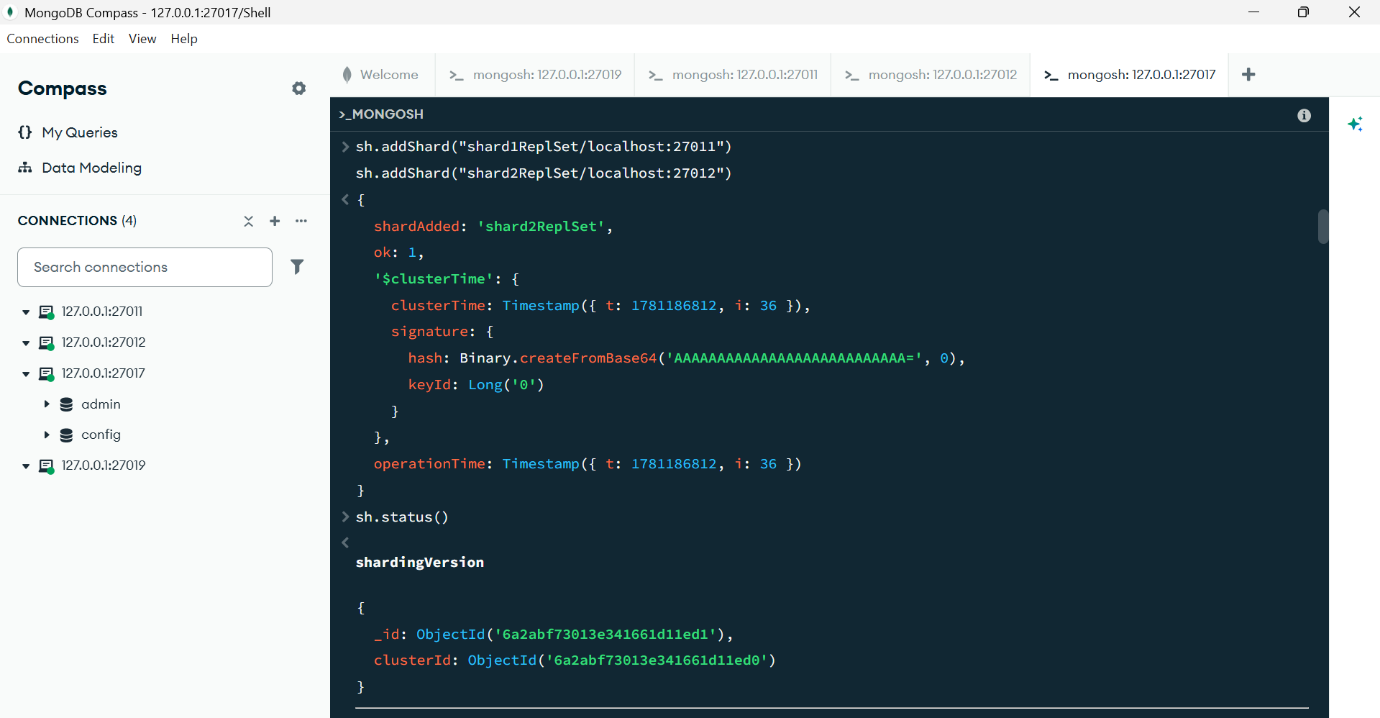 MongoDB Compass - 127.0.0.1:27017/Shell
Connections Edit View Help
Compass
My Queries
Data Modeling
CONNECTIONS (4)
Search connections
127.0.0.1:27011
127.0.0.1:27012
127.0.0.1:27017
admin
config
127.0.0.1:27019
Welcome
>_ mongosh: 127.0.0.1:27019
>_ mongosh: 127.0.0.1:27011
>_ mongosh: 127.0.0.1:27012
>_ mongosh: 127.0.0.1:27017
>_MONGOSH
> sh.addShard("shard1ReplSet/localhost:27011")
sh.addShard("shard2ReplSet/localhost:27012")
< {
shardAdded: 'shard2ReplSet',
ok: 1,
'$clusterTime': {
clusterTime: Timestamp({ t: 1781186812, i: 36 }),
signature: {
hash: Binary.createFromBase64('AAAAAAAAAAAAAAAAAAAAAAAAAAA=', 0),
keyId: Long('0')
}
},
operationTime: Timestamp({ t: 1781186812, i: 36 })
}
> sh.status()
<
shardingVersion
{
_id: ObjectId('6a2abf73013e341661d11ed1'),
clusterId: ObjectId('6a2abf73013e341661d11ed0')
}